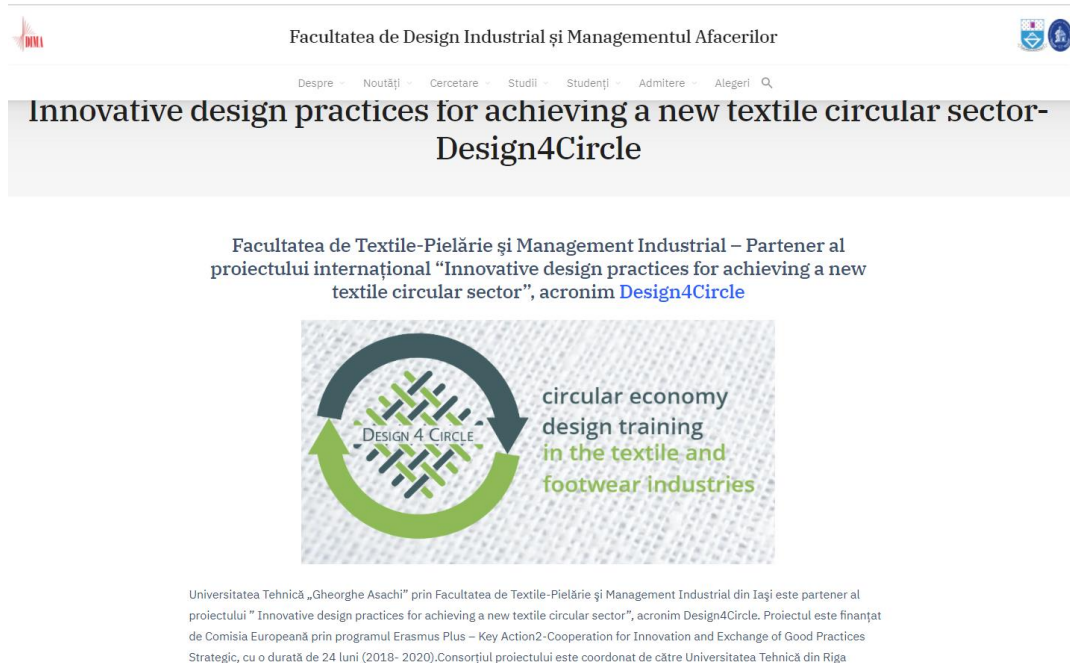 DIMA
Facultatea de Design Industrial și Managementul Afacerilor
Despre Noutăți Cercetare Studii Studenți Admitere Alegeri
Innovative design practices for achieving a new textile circular sector-
Design4Circle
Facultatea de Textile-Pielărie şi Management Industrial – Partener al
proiectului internațional “Innovative design practices for achieving a new
textile circular sector”, acronim Design4Circle
DESIGN 4 CIRCLE
circular economy
design training
in the textile and
footwear industries
Universitatea Tehnică „Gheorghe Asachi” prin Facultatea de Textile-Pielărie şi Management Industrial din Iaşi este partener al
proiectului ” Innovative design practices for achieving a new textile circular sector”, acronim Design4Circle. Proiectul este finanțat
de Comisia Europeană prin programul Erasmus Plus – Key Action2-Cooperation for Innovation and Exchange of Good Practices
Strategic, cu o durată de 24 luni (2018- 2020).Consorțiul proiectului este coordonat de către Universitatea Tehnică din Riga